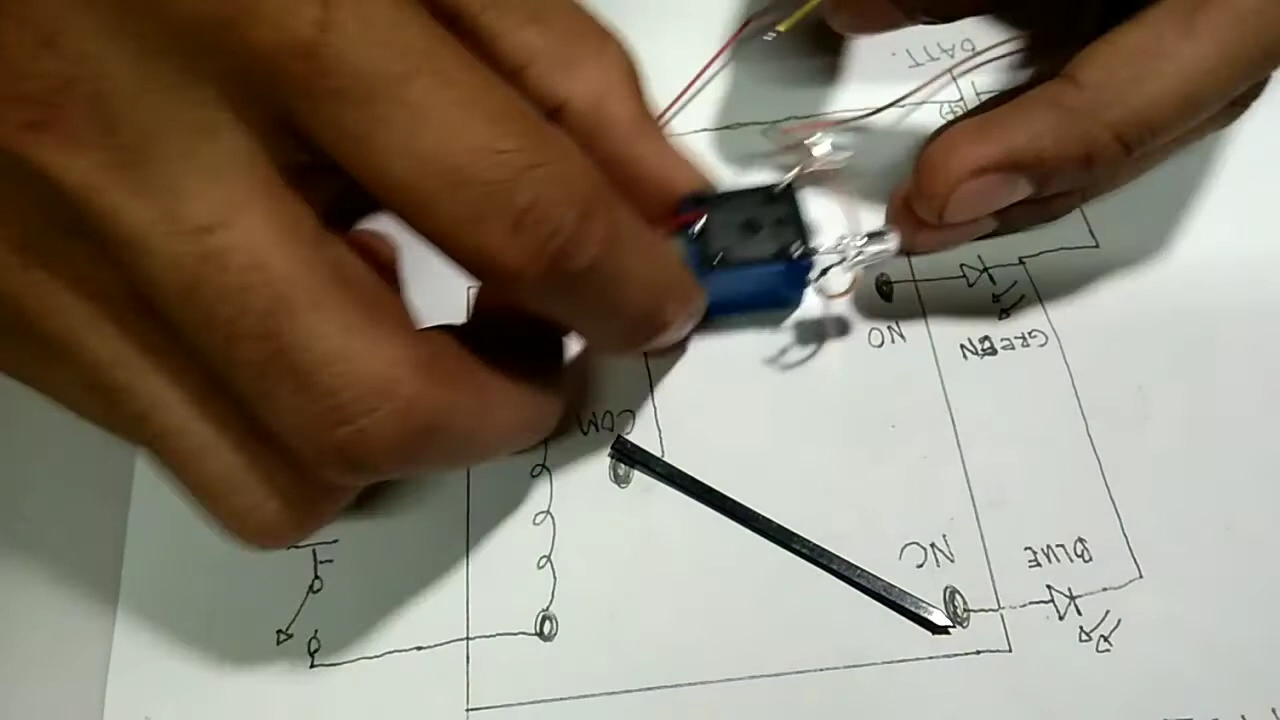 BATT.
(+)
NO
GREEN
COM
NC
BLUE